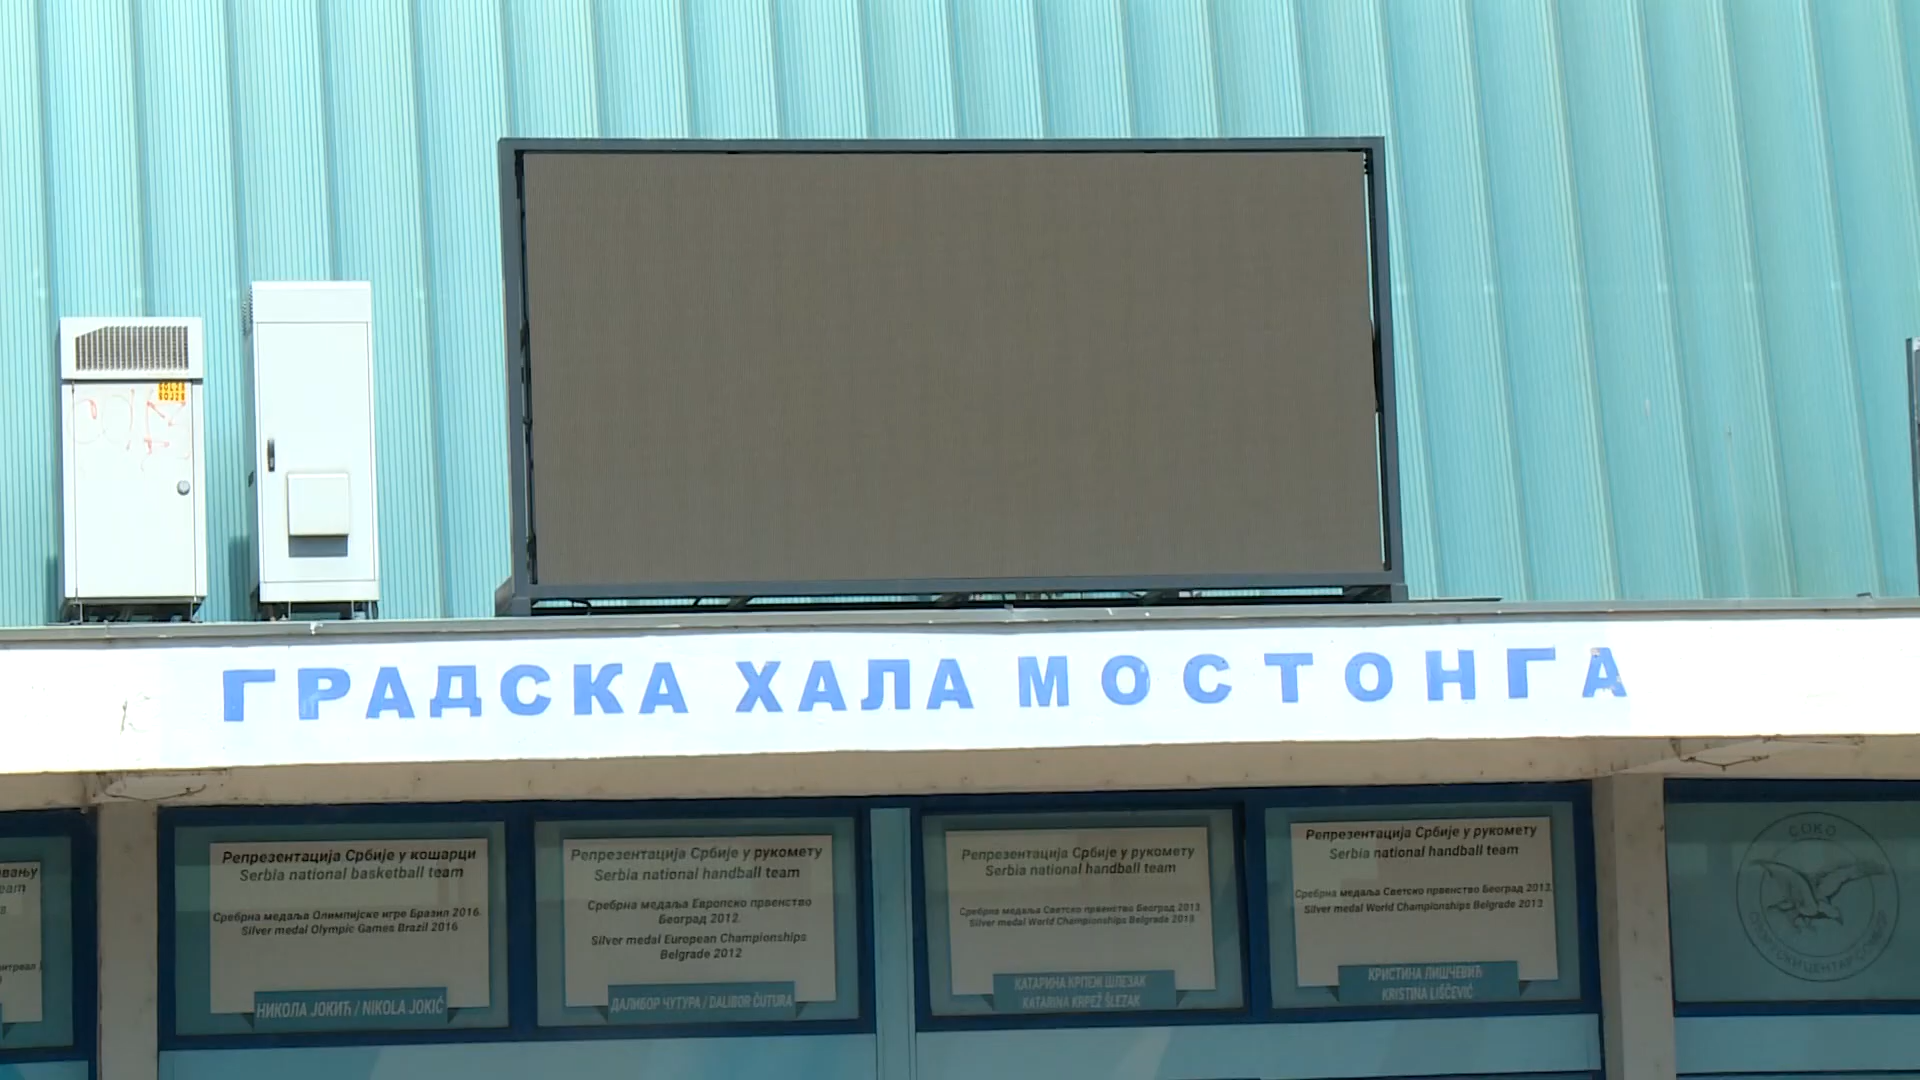 ГРАДСКА ХАЛА МОСТОНГА
Репрезентација Србије у кошарци
Serbia national basketball team
Сребрна медаља Олимпијске игре Бразил 2016
Silver medal Olympic Games Brazil 2016
НИКОЛА ЈОКИЋ / NIKOLA JOKIĆ
Репрезентација Србије у рукомету
Serbia national handball team
Сребрна медаља Европско првенство
Београд 2012
Silver medal European Championships
Belgrade 2012
ДАЛИБОР ЧУТУРА / DALIBOR ČUTURA
Репрезентација Србије у рукомету
Serbia national handball team
Сребрна медаља Светско првенство Београд 2013
Silver medal World Championships Belgrade 2013
КАТАРИНА КРПЕЖ ШЛЕЗАК
KATARINA KRPEŽ ŠLEZAK
Репрезентација Србије у рукомету
Serbia national handball team
Сребрна медаља Светско првенство Београд 2013
Silver medal World Championships Belgrade 2013
КРИСТИНА ЛИШЧЕВИЋ
KRISTINA LIŠČEVIĆ
СОКО
СПОРТСКИ ЦЕНТАР СОМБОР